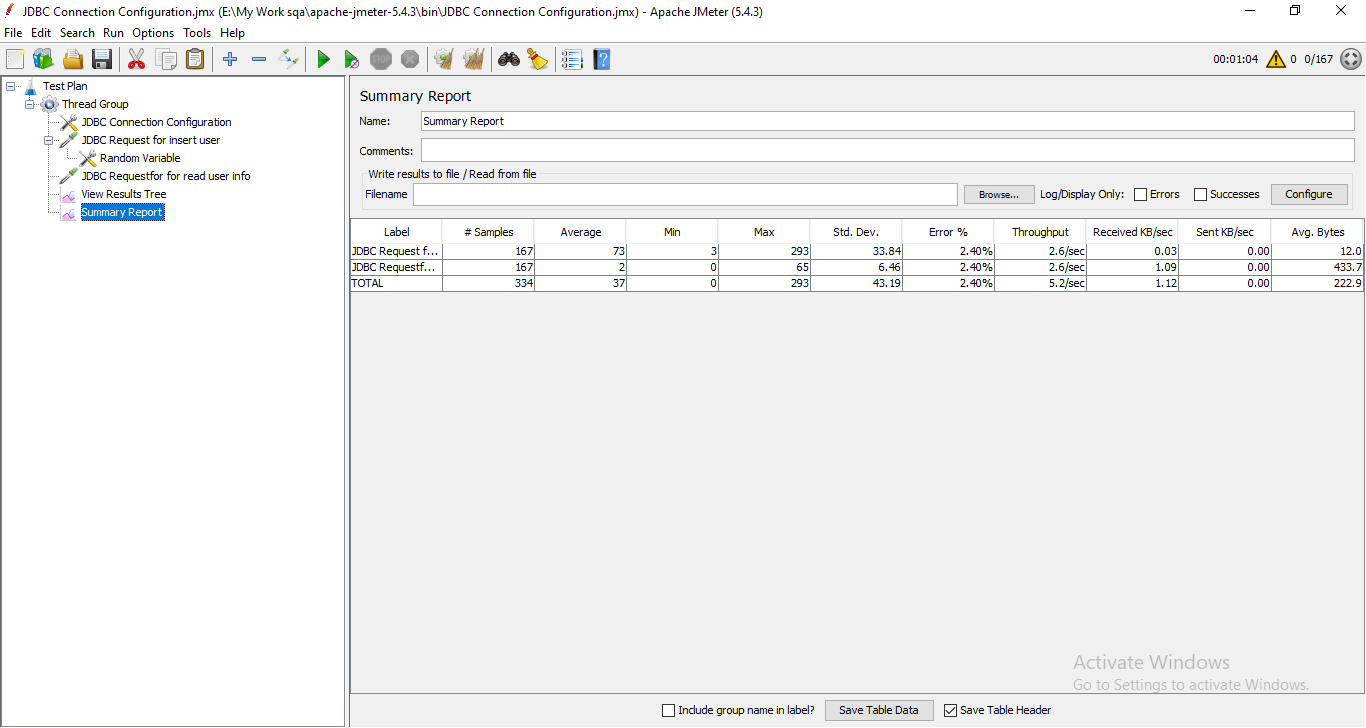 JDBC Connection Configuration.jmx (E:\My Work sqa\apache-jmeter-5.4.3\bin\JDBC Connection Configuration.jmx) - Apache JMeter (5.4.3)
File Edit Search Run Options Tools Help
STOP 00:01:04 0 0/167
Test Plan
Thread Group
JDBC Connection Configuration
JDBC Request for insert user
Random Variable
JDBC Requestfor for read user info
View Results Tree
Summary Report
Summary Report
Name: Summary Report
Comments:
Write results to file / Read from file
Filename Browse... Log/Display Only: Errors Successes Configure
Label # Samples Average Min Max Std. Dev. Error % Throughput Received KB/sec Sent KB/sec Avg. Bytes
JDBC Request f... 167 73 3 293 33.84 2.40% 2.6/sec 0.03 0.00 12.0
JDBC Requestf... 167 2 0 65 6.46 2.40% 2.6/sec 1.09 0.00 433.7
TOTAL 334 37 0 293 43.19 2.40% 5.2/sec 1.12 0.00 222.9
Activate Windows
Go to Settings to activate Windows.
Include group name in label? Save Table Data Save Table Header